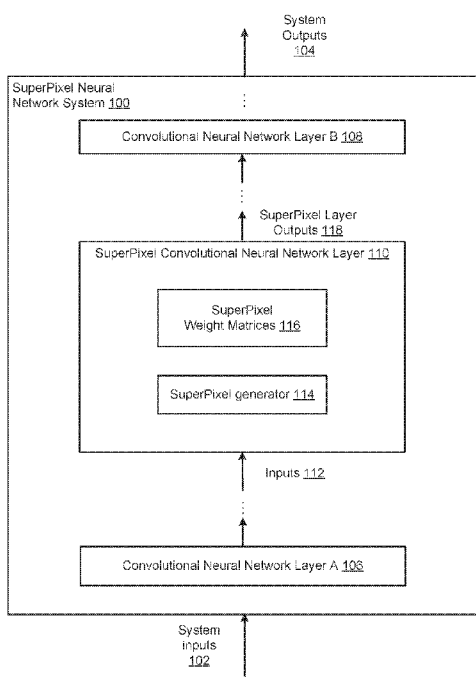 System
Outputs
104
SuperPixel Neural
Network System 100
Convolutional Neural Network Layer B 108
SuperPixel Layer
Outputs 118
SuperPixel Convolutional Neural Network Layer 110
SuperPixel
Weight Matrices 116
SuperPixel generator 114
Inputs 112
Convolutional Neural Network Layer A 106
System
inputs
102